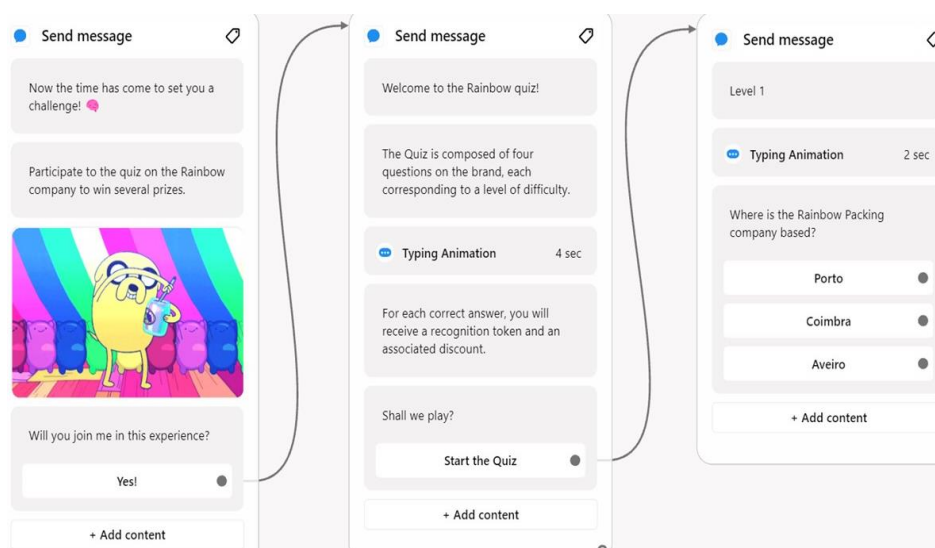 Send message
Now the time has come to set you a
challenge! 🧠
Participate to the quiz on the Rainbow
company to win several prizes.
Will you join me in this experience?
Yes!
+ Add content
Send message
Welcome to the Rainbow quiz!
The Quiz is composed of four
questions on the brand, each
corresponding to a level of difficulty.
Typing Animation 4 sec
For each correct answer, you will
receive a recognition token and an
associated discount.
Shall we play?
Start the Quiz
+ Add content
Send message
Level 1
Typing Animation 2 sec
Where is the Rainbow Packing
company based?
Porto
Coimbra
Aveiro
+ Add content